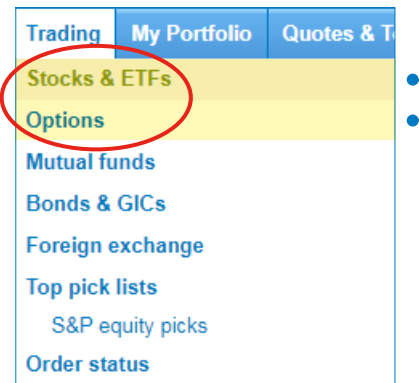 Trading My Portfolio Quotes &
Stocks & ETFs
Options
Mutual funds
Bonds & GICs
Foreign exchange
Top pick lists
S&P equity picks
Order status